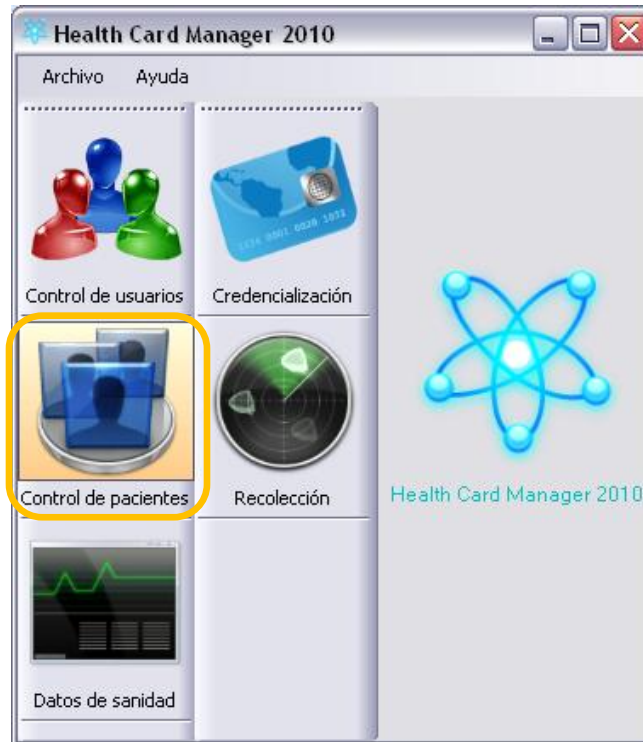 Health Card Manager 2010
Archivo Ayuda
Control de usuarios
Credencialización
Control de pacientes
Recolección
Health Card Manager 2010
Datos de sanidad